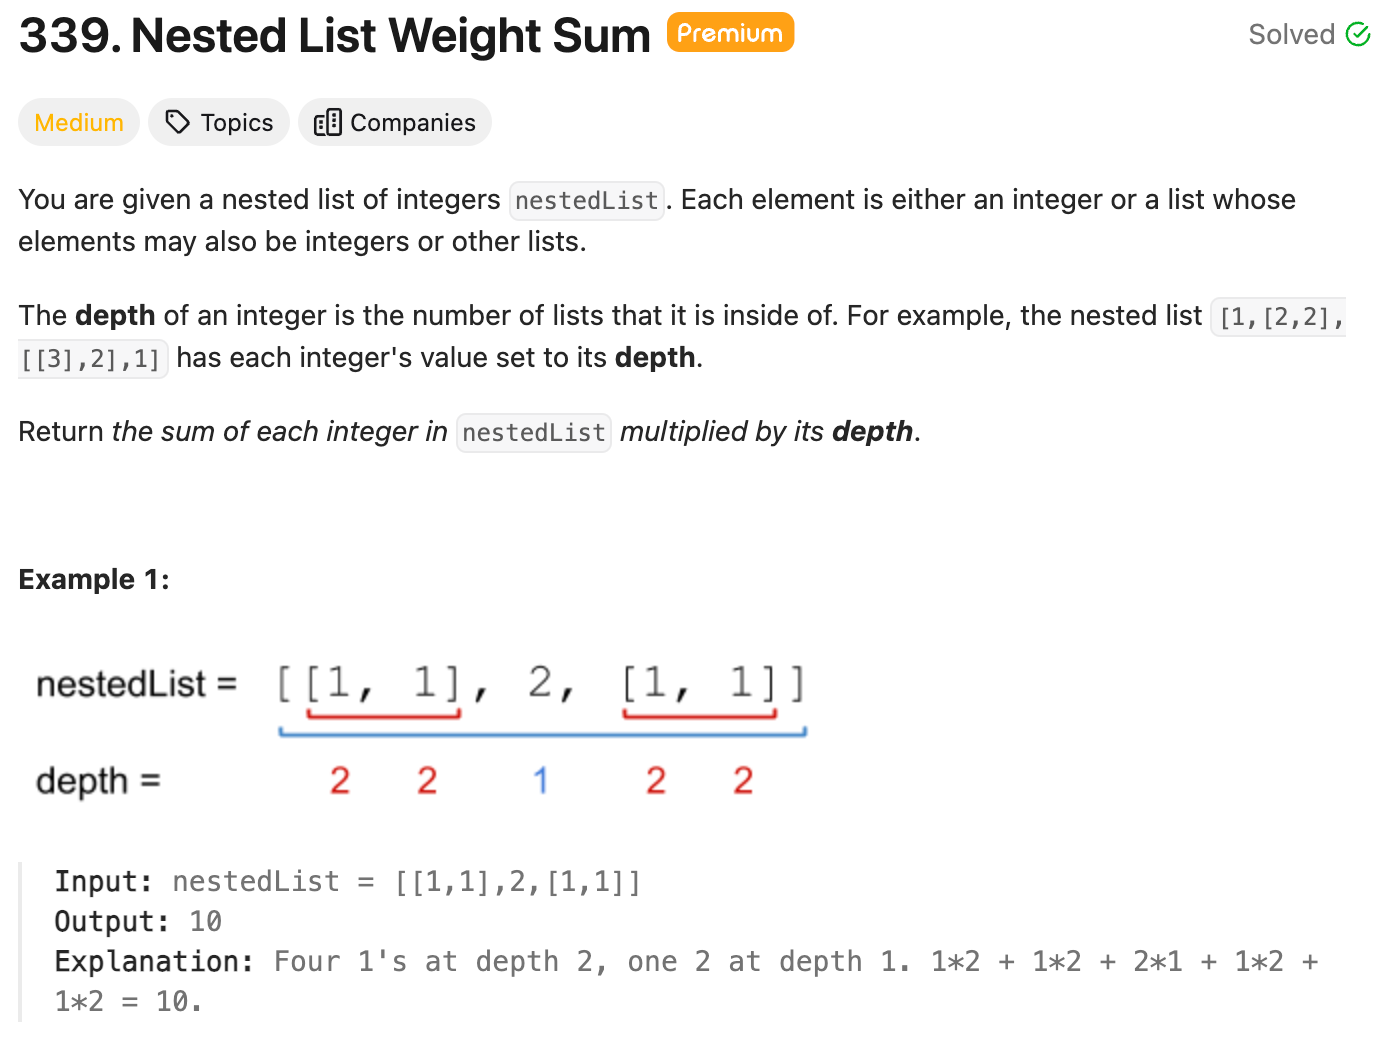 339. Nested List Weight Sum Premium Solved
Medium Topics Companies
You are given a nested list of integers nestedList. Each element is either an integer or a list whose
elements may also be integers or other lists.
The depth of an integer is the number of lists that it is inside of. For example, the nested list [1,[2,2],
[[3],2],1] has each integer's value set to its depth.
Return the sum of each integer in nestedList multiplied by its depth.
Example 1:
nestedList = [[1, 1], 2, [1, 1]]
depth = 2 2 1 2 2
Input: nestedList = [[1,1],2,[1,1]]
Output: 10
Explanation: Four 1's at depth 2, one 2 at depth 1. 1*2 + 1*2 + 2*1 + 1*2 +
1*2 = 10.